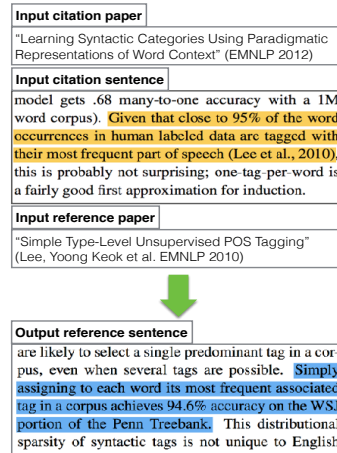 Input citation paper
“Learning Syntactic Categories Using Paradigmatic
Representations of Word Context” (EMNLP 2012)
Input citation sentence
model gets .68 many-to-one accuracy with a 1M
word corpus). Given that close to 95% of the word
occurrences in human labeled data are tagged with
their most frequent part of speech (Lee et al., 2010),
this is probably not surprising; one-tag-per-word is
a fairly good first approximation for induction.
Input reference paper
“Simple Type-Level Unsupervised POS Tagging”
(Lee, Yoong Keok et al. EMNLP 2010)
Output reference sentence
are likely to select a single predominant tag in a cor-
pus, even when several tags are possible. Simply
assigning to each word its most frequent associated
tag in a corpus achieves 94.6% accuracy on the WSJ
portion of the Penn Treebank. This distributional
sparsity of syntactic tags is not unique to English